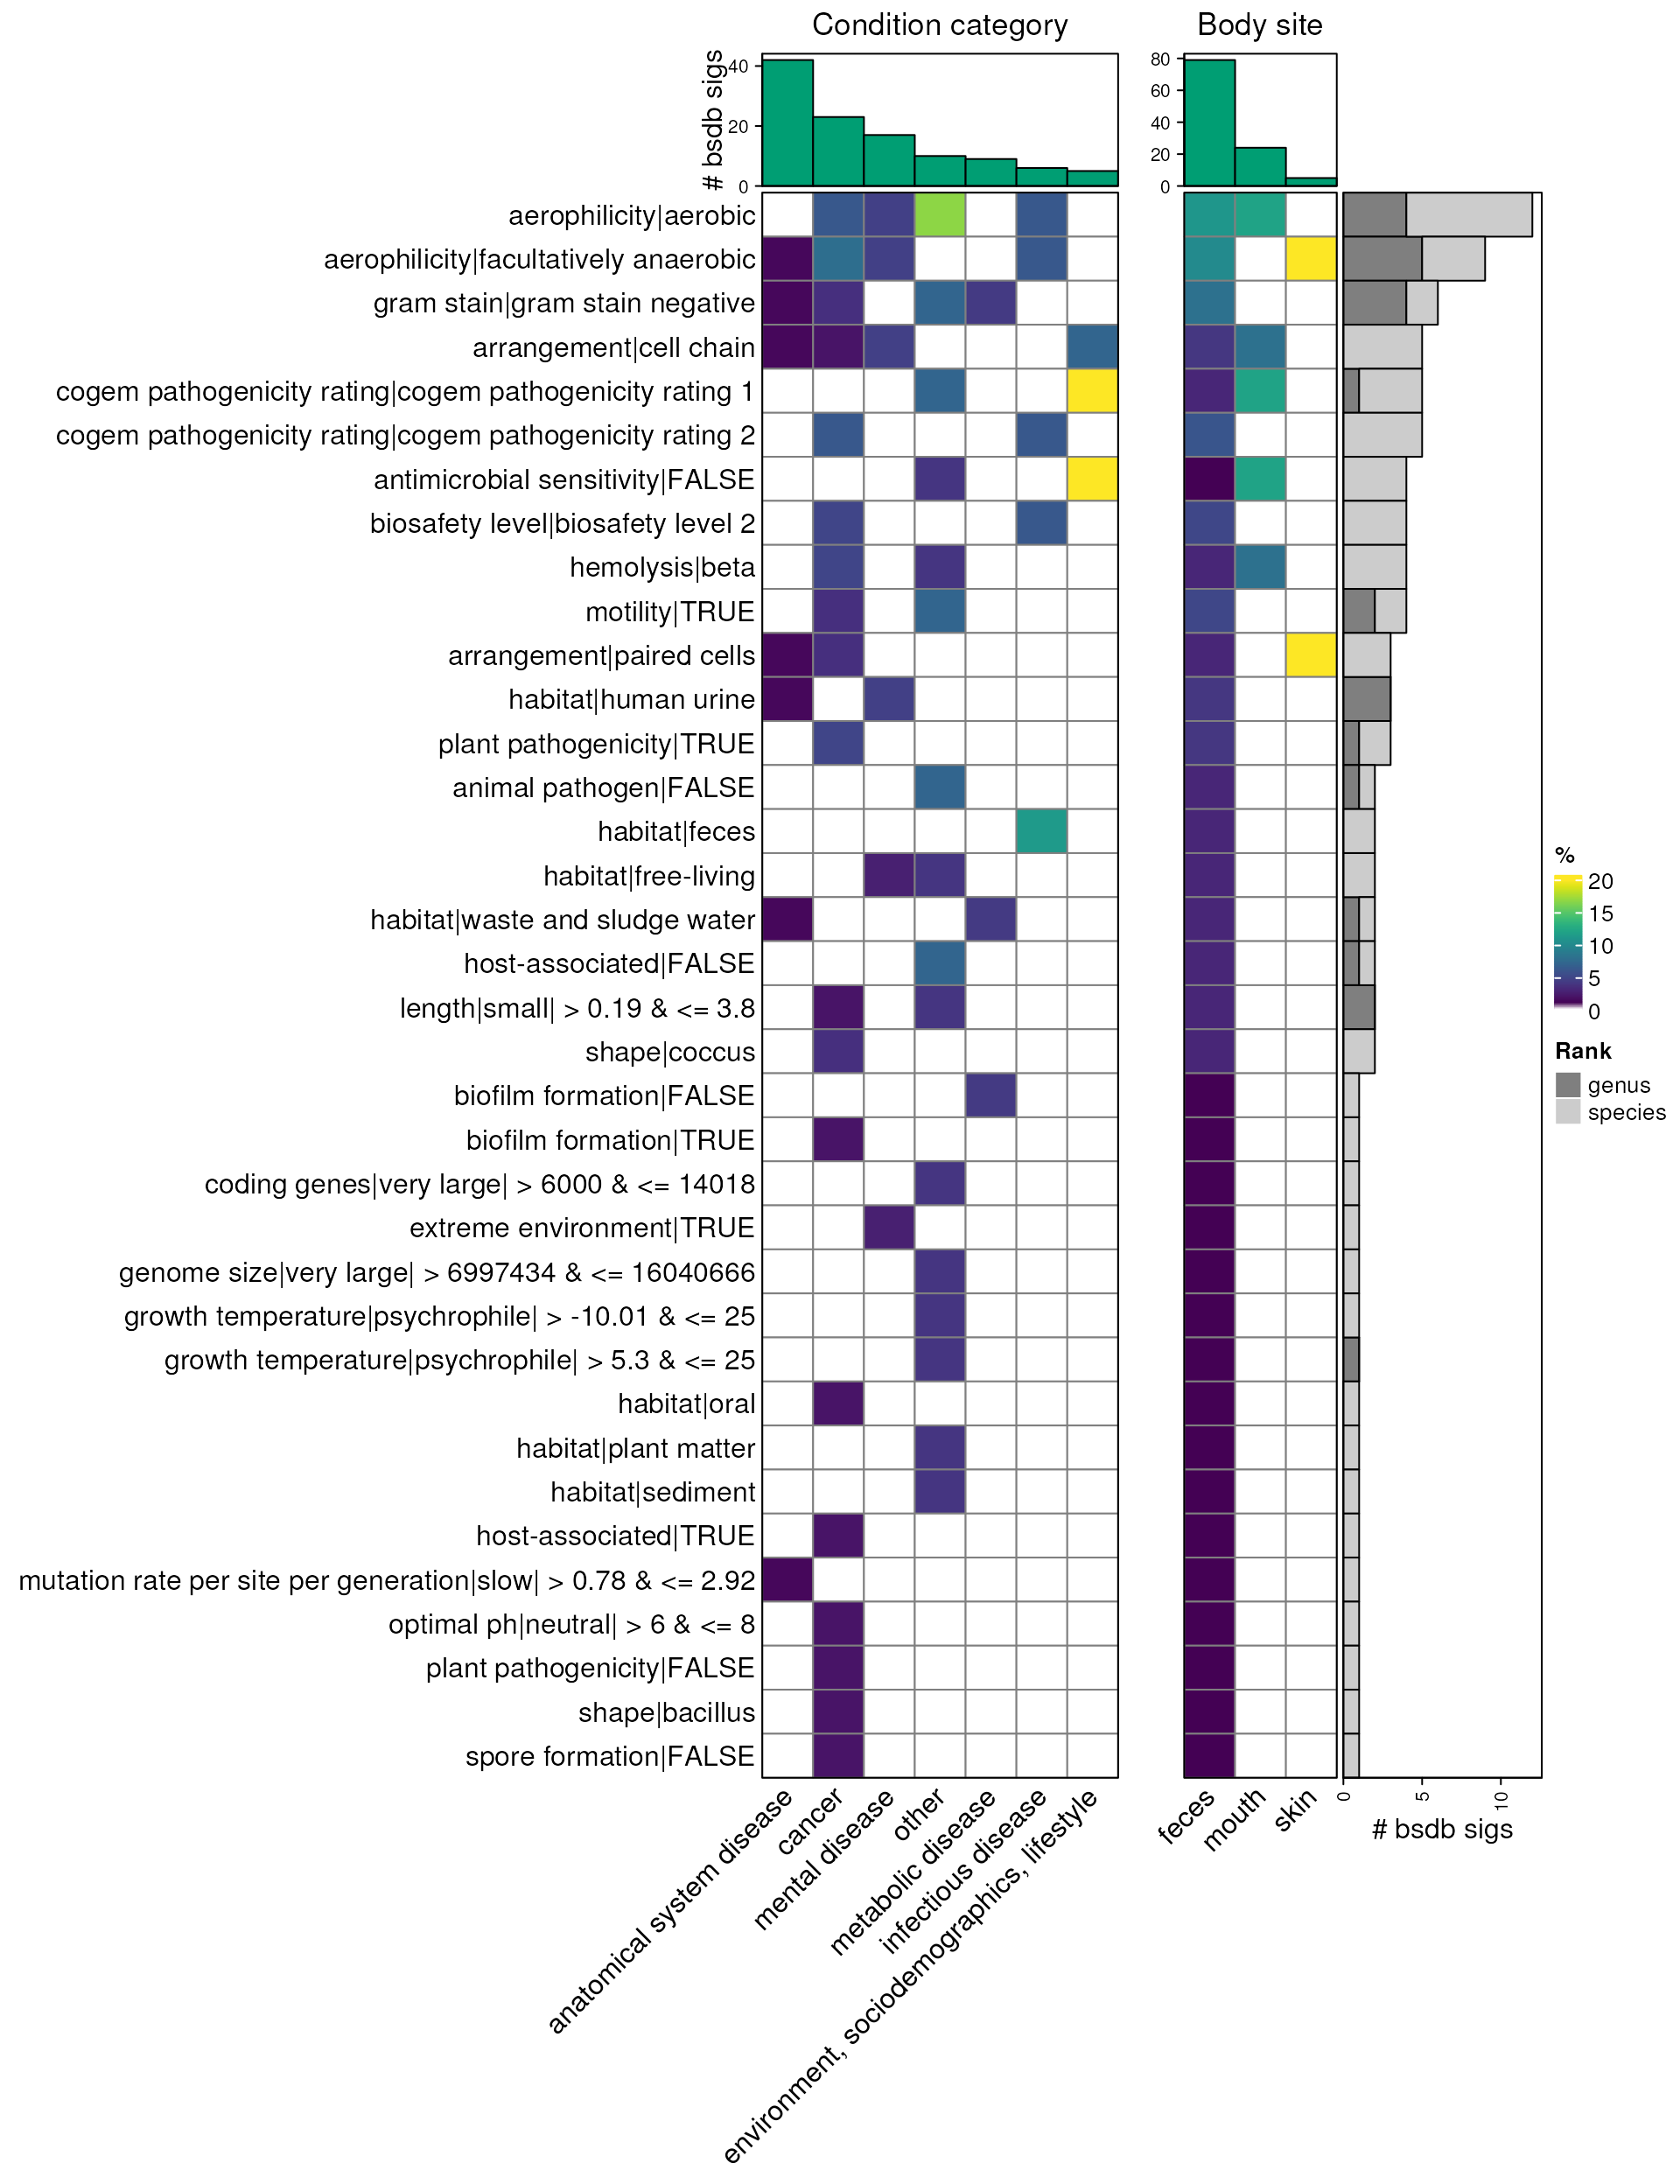 Condition category
Body site
# bsdb sigs
40
20
0
80
60
40
20
0
aerophilicity|aerobic
aerophilicity|facultatively anaerobic
gram stain|gram stain negative
arrangement|cell chain
cogem pathogenicity rating|cogem pathogenicity rating 1
cogem pathogenicity rating|cogem pathogenicity rating 2
antimicrobial sensitivity|FALSE
biosafety level|biosafety level 2
hemolysis|beta
motility|TRUE
arrangement|paired cells
habitat|human urine
plant pathogenicity|TRUE
animal pathogen|FALSE
habitat|feces
habitat|free-living
habitat|waste and sludge water
host-associated|FALSE
length|small| > 0.19 & <= 3.8
shape|coccus
biofilm formation|FALSE
biofilm formation|TRUE
coding genes|very large| > 6000 & <= 14018
extreme environment|TRUE
genome size|very large| > 6997434 & <= 16040666
growth temperature|psychrophile| > -10.01 & <= 25
growth temperature|psychrophile| > 5.3 & <= 25
habitat|oral
habitat|plant matter
habitat|sediment
host-associated|TRUE
mutation rate per site per generation|slow| > 0.78 & <= 2.92
optimal ph|neutral| > 6 & <= 8
plant pathogenicity|FALSE
shape|bacillus
spore formation|FALSE
anatomical system disease
cancer
mental disease
other
metabolic disease
infectious disease
environment, sociodemographics, lifestyle
feces
mouth
skin
0
5
10
# bsdb sigs
%
20
15
10
5
0
Rank
genus
species